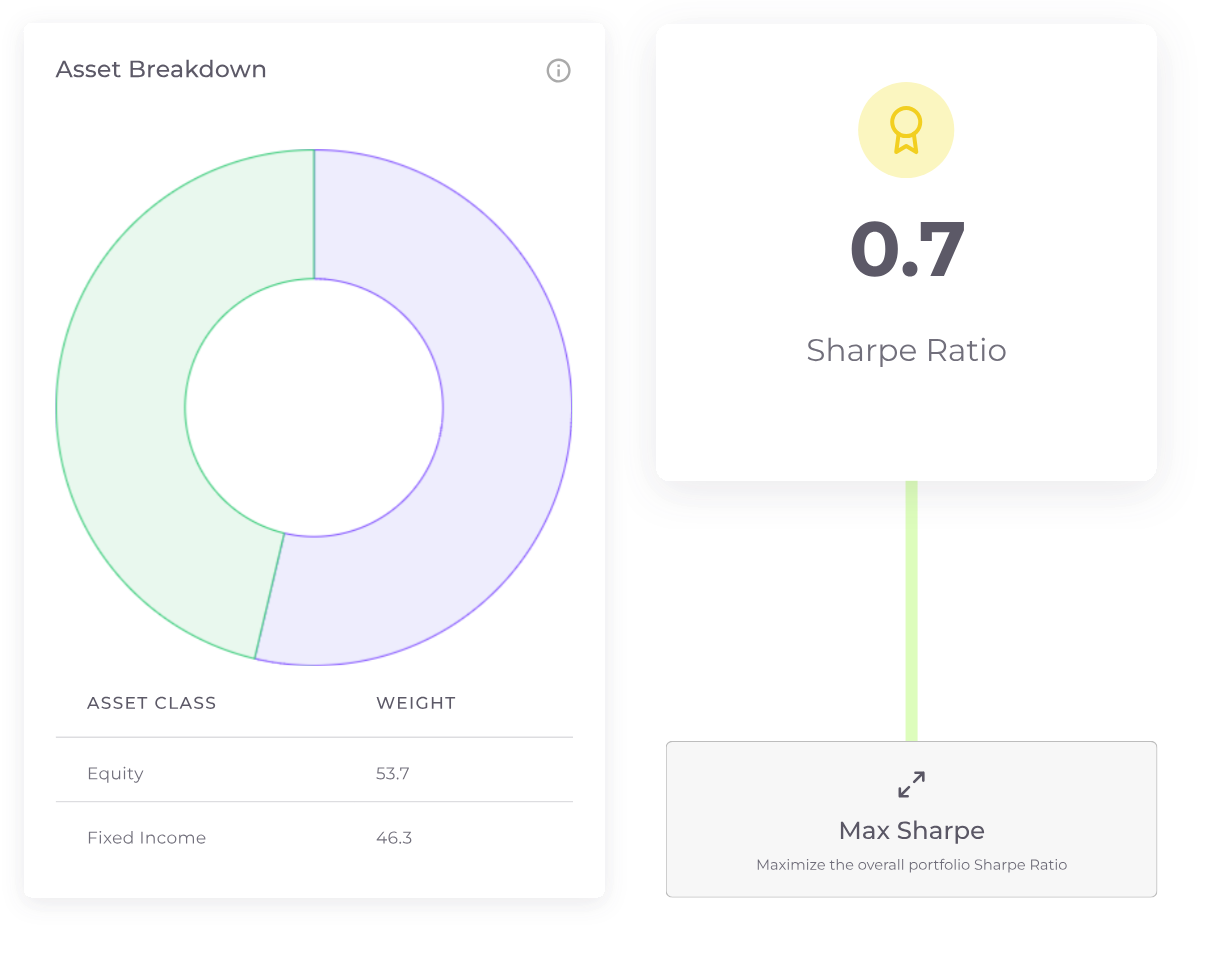 Asset Breakdown
ASSET CLASS WEIGHT
Equity 53.7
Fixed Income 46.3
0.7
Sharpe Ratio
Max Sharpe
Maximize the overall portfolio Sharpe Ratio